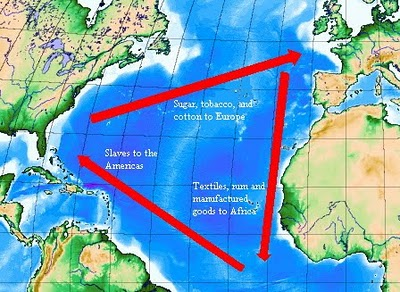 Sugar, tobacco, and
cotton to Europe
Slaves to the
Americas
Textiles, rum and
manufactured
goods to Africa